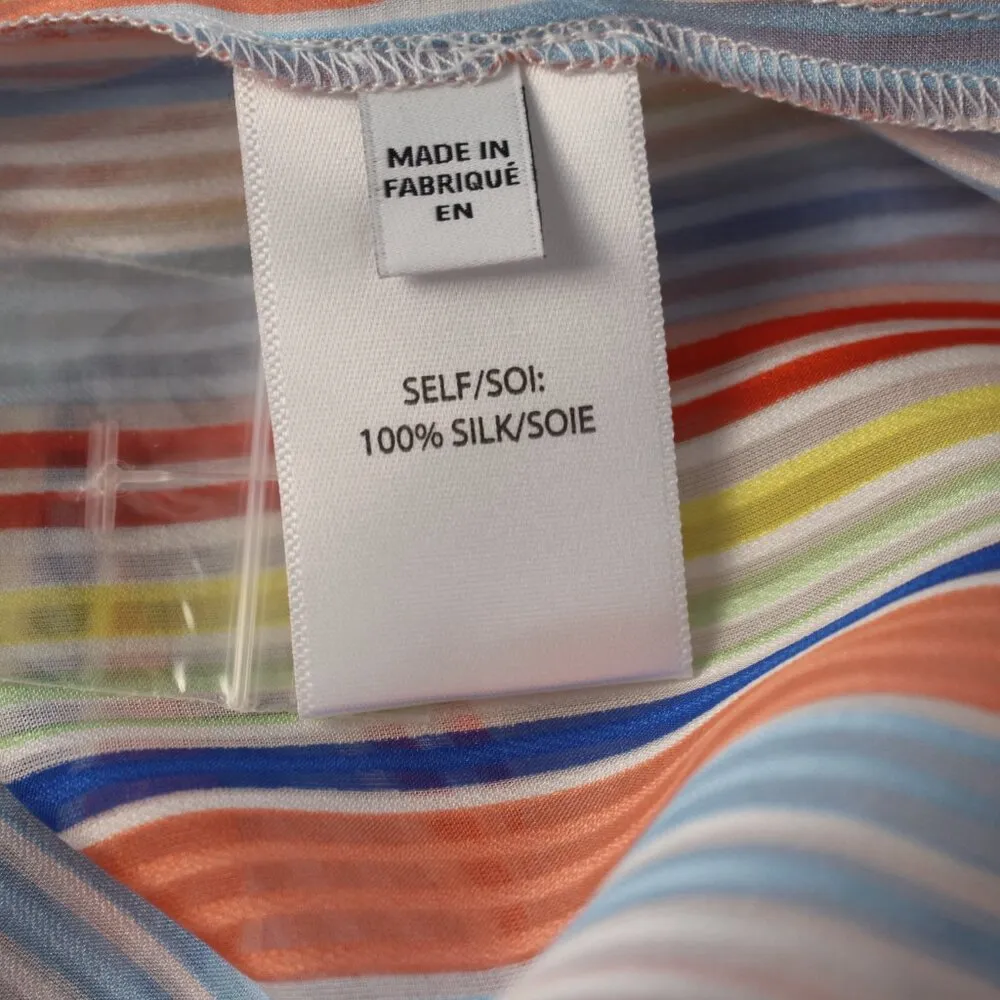 MADE IN
FABRIQUÉ
EN
SELF/SOI:
100% SILK/SOIE